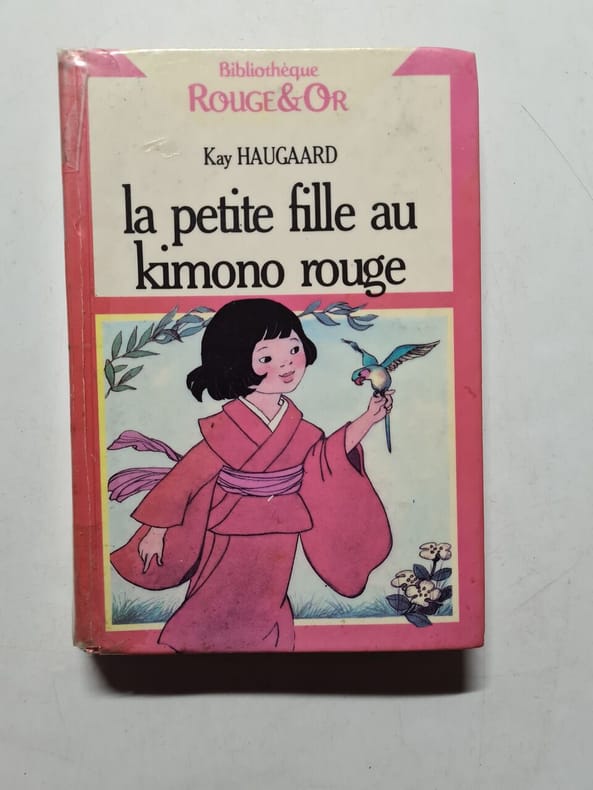 Bibliothèque
ROUGE&OR
Kay HAUGAARD
la petite fille au
kimono rouge